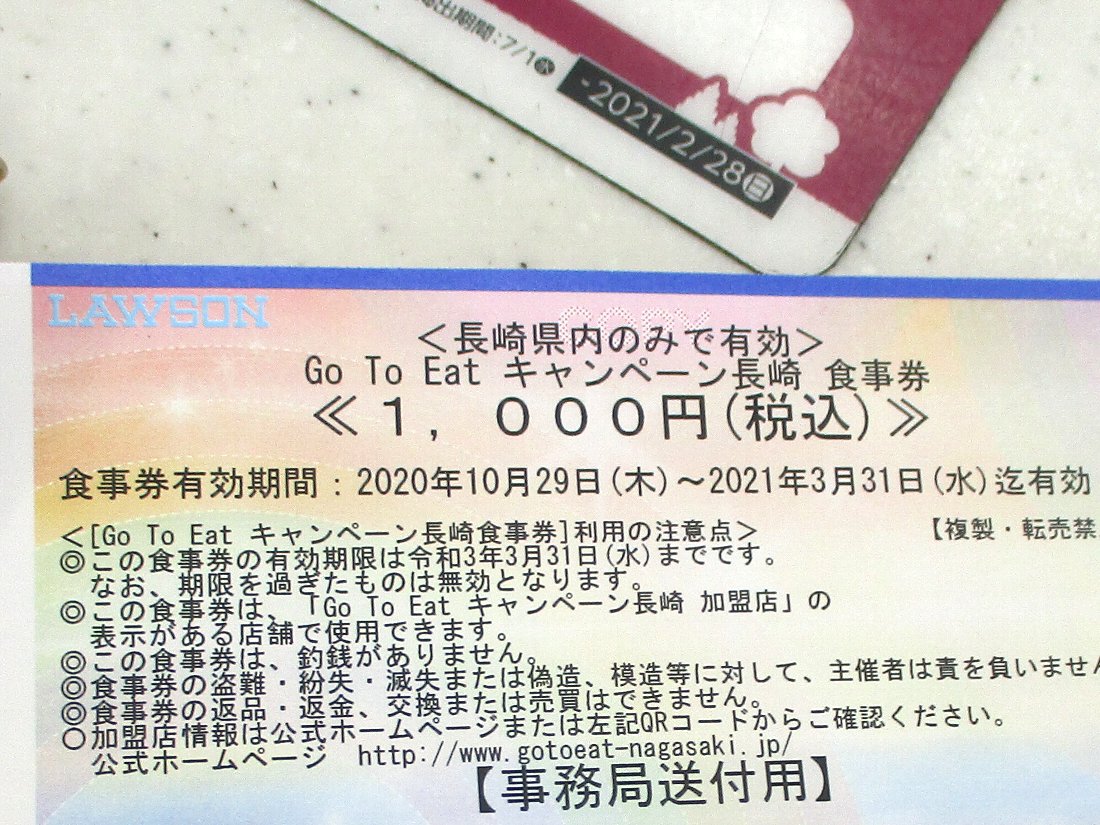 出期間:7/1㊌
-2021/2/28㊐
LAWSON
COPY
＜長崎県内のみで有効＞
Go To Eat キャンペーン長崎 食事券
≪１，０００円(税込)≫
食事券有効期間：2020年10月29日(木)～2021年3月31日(水)迄有効
＜[Go To Eat キャンペーン長崎食事券]利用の注意点＞
【複製・転売禁
◎この食事券の有効期限は令和3年3月31日(水)までです。
なお、期限を過ぎたものは無効となります。
◎この食事券は、「Go To Eat キャンペーン長崎 加盟店」の
表示がある店舗で使用できます。
◎この食事券は、釣銭がありません。
◎食事券の盗難・紛失・滅失または偽造、模造等に対して、主催者は責を負いません
◎食事券の返品・返金、交換または売買はできません。
○加盟店情報は公式ホームページまたは左記QRコードからご確認ください。
公式ホームページ http://www.gotoeat-nagasaki.jp/
【事務局送付用】